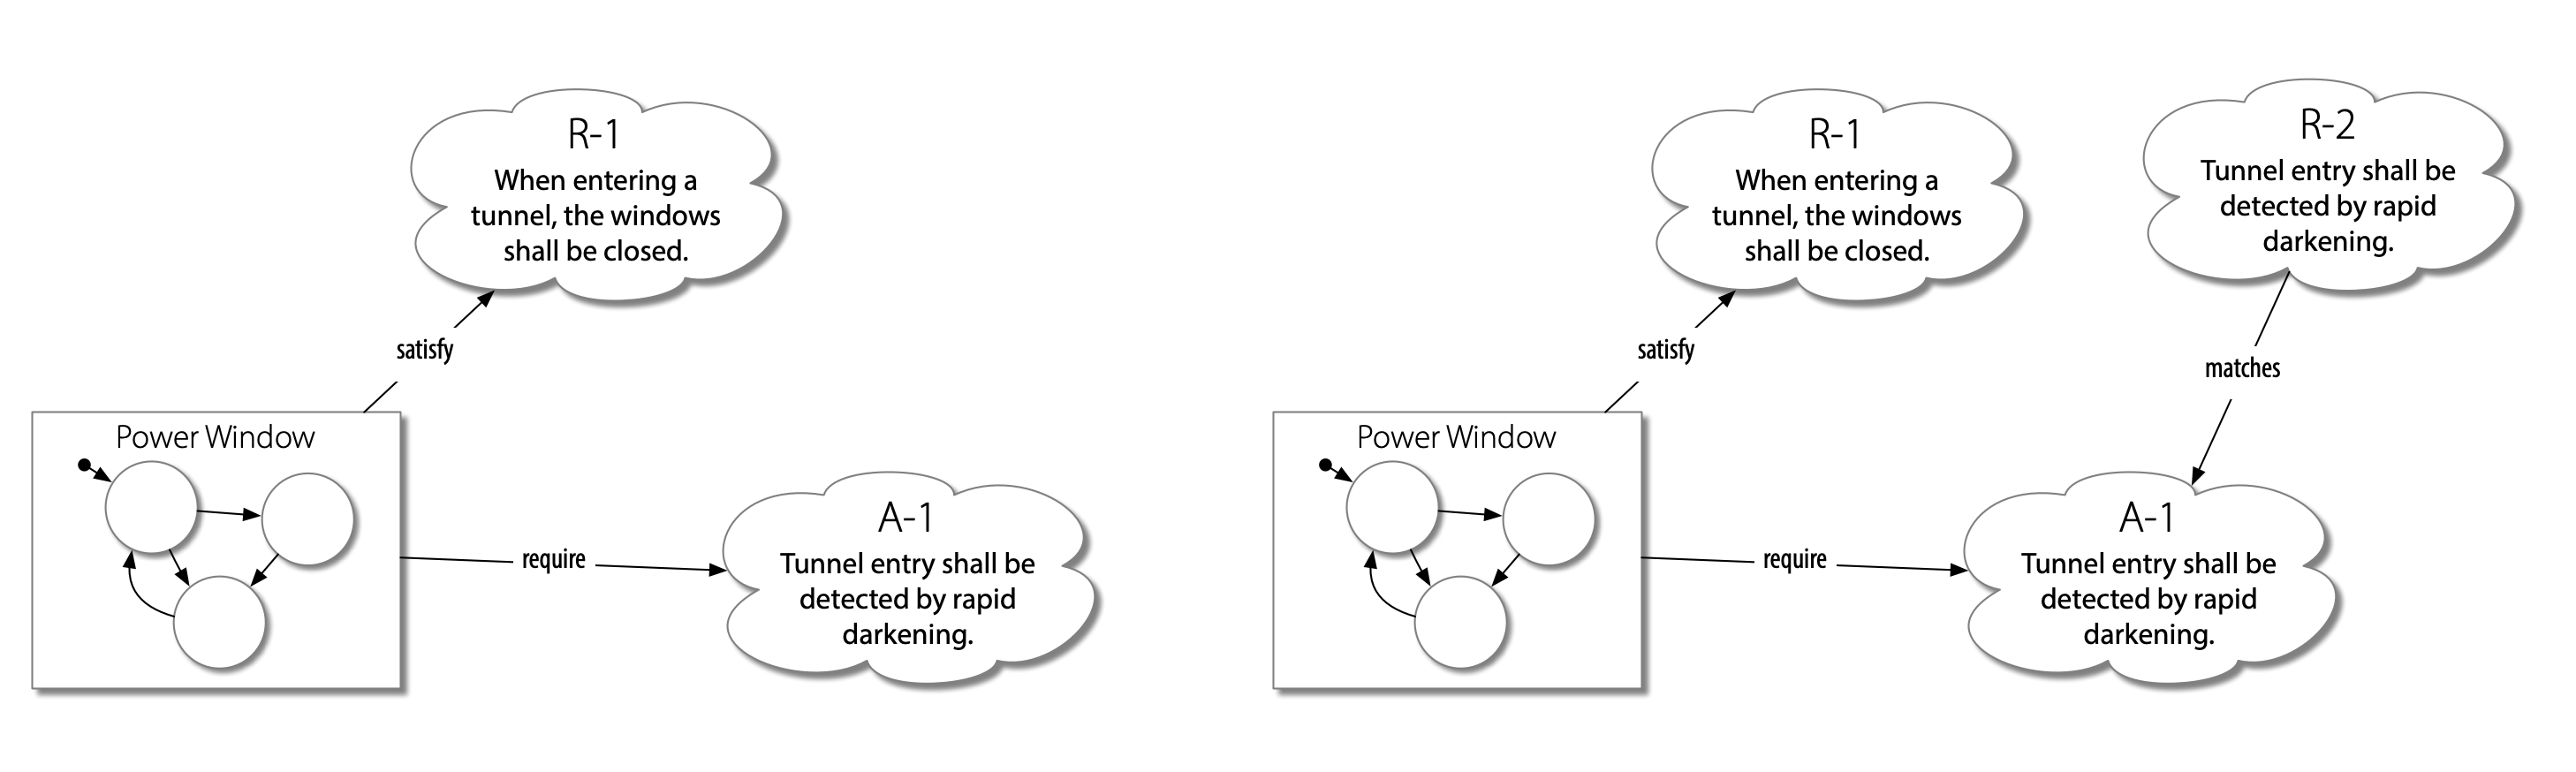 R-1
When entering a
tunnel, the windows
shall be closed.
satisfy
Power Window
require
A-1
Tunnel entry shall be
detected by rapid
darkening.
R-1
When entering a
tunnel, the windows
shall be closed.
R-2
Tunnel entry shall be
detected by rapid
darkening.
satisfy
matches
Power Window
require
A-1
Tunnel entry shall be
detected by rapid
darkening.